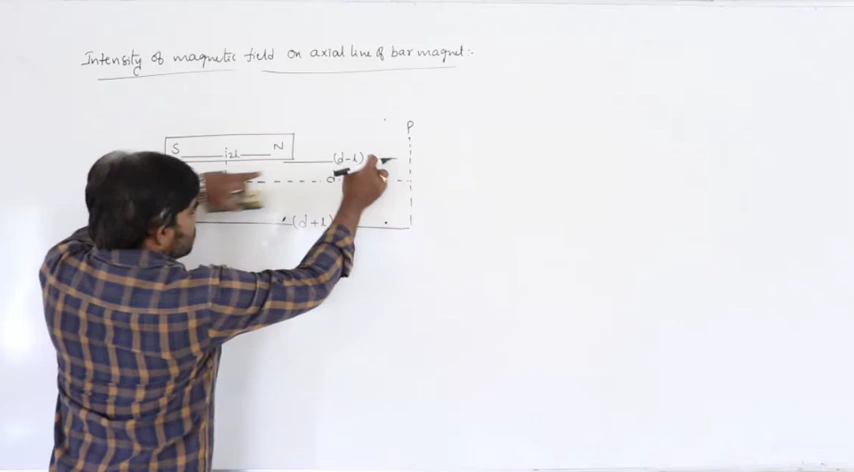 Intensity of magnetic field on axial line of bar magnet:-
P
S 2l N
(d-l)
d
(d+l)